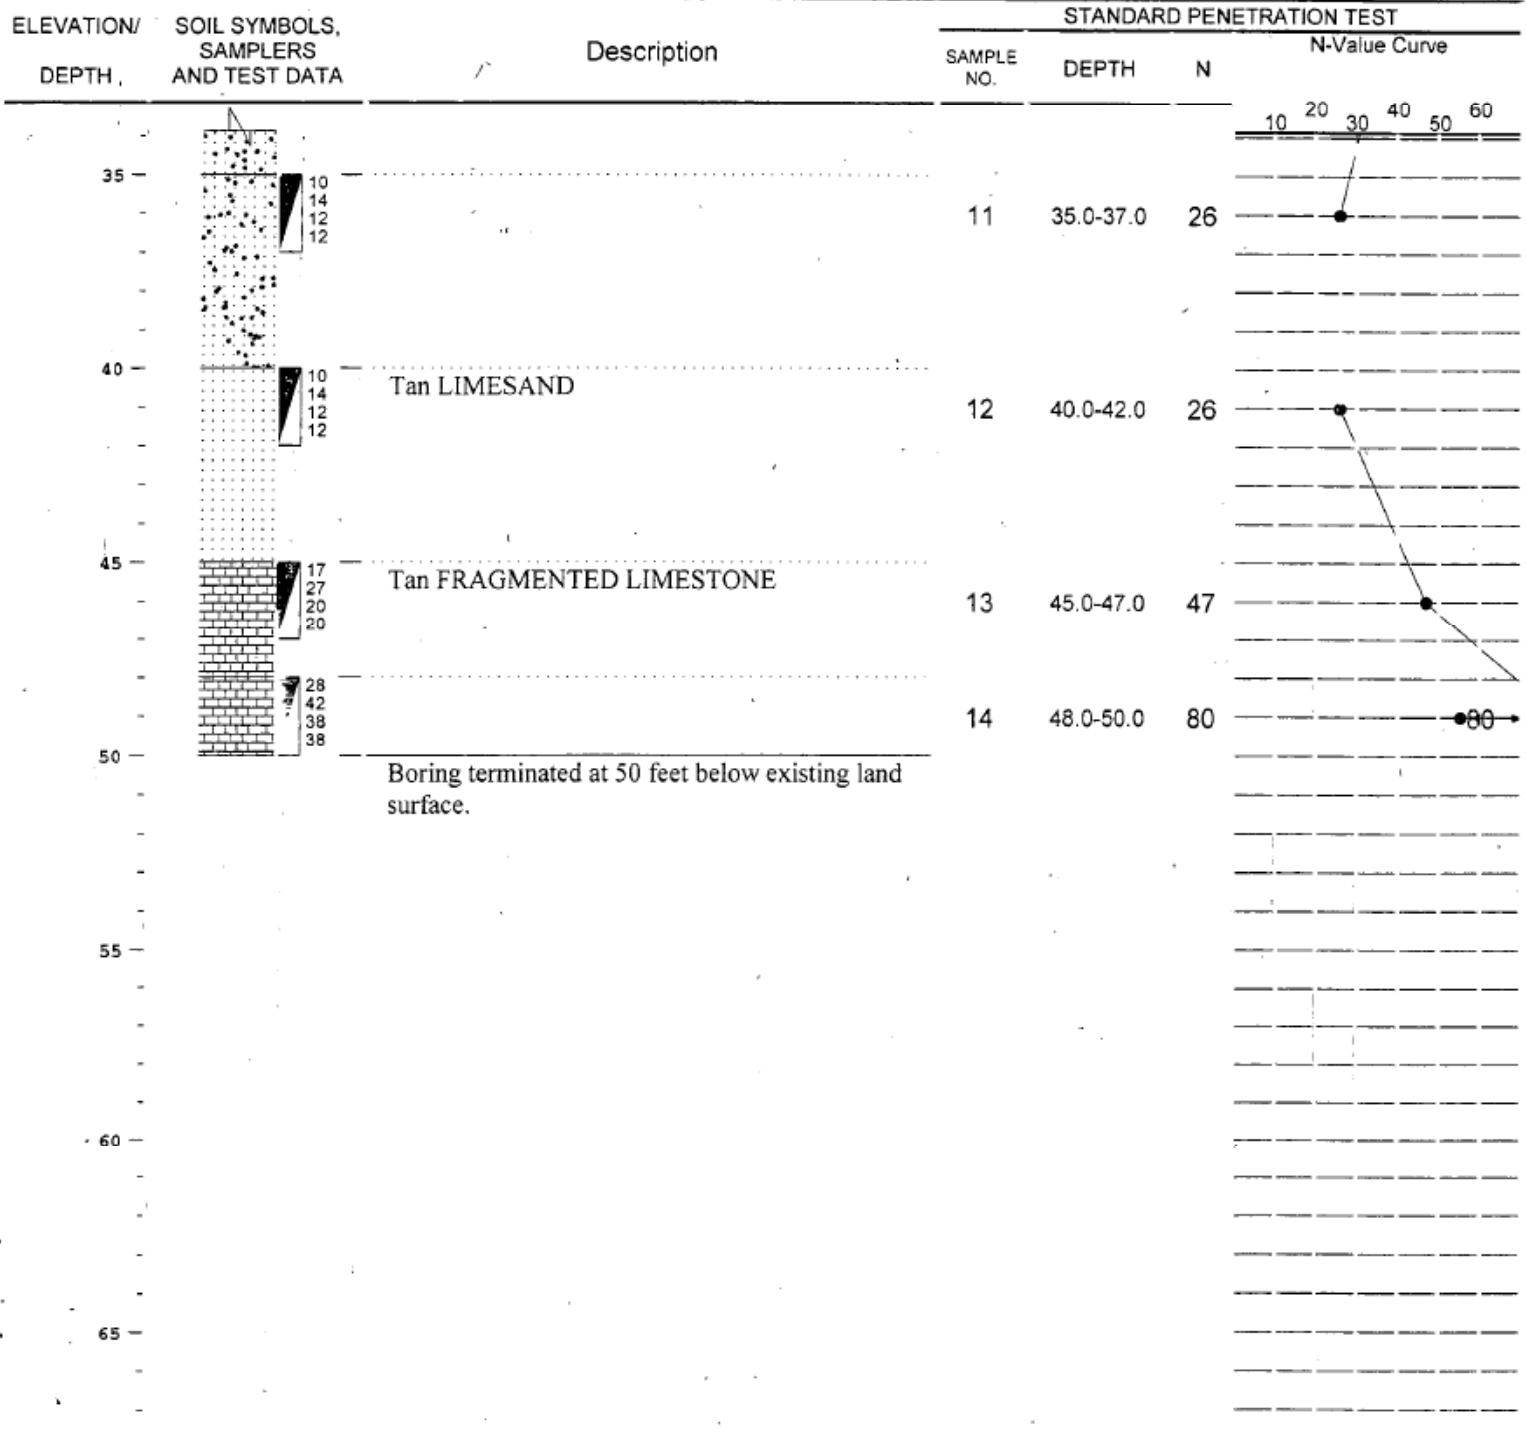 STANDARD PENETRATION TEST
ELEVATION/
DEPTH
SOIL SYMBOLS,
SAMPLERS
AND TEST DATA
Description
SAMPLE
NO.
DEPTH
N
N-Value Curve
10 20 30 40 50 60
35
10
14
12
12
11 35.0-37.0 26
40
10
14
12
12
Tan LIMESAND
12 40.0-42.0 26
45
17
27
20
20
Tan FRAGMENTED LIMESTONE
13 45.0-47.0 47
28
42
38
38
14 48.0-50.0 80 80
50
Boring terminated at 50 feet below existing land
surface.
55
60
65